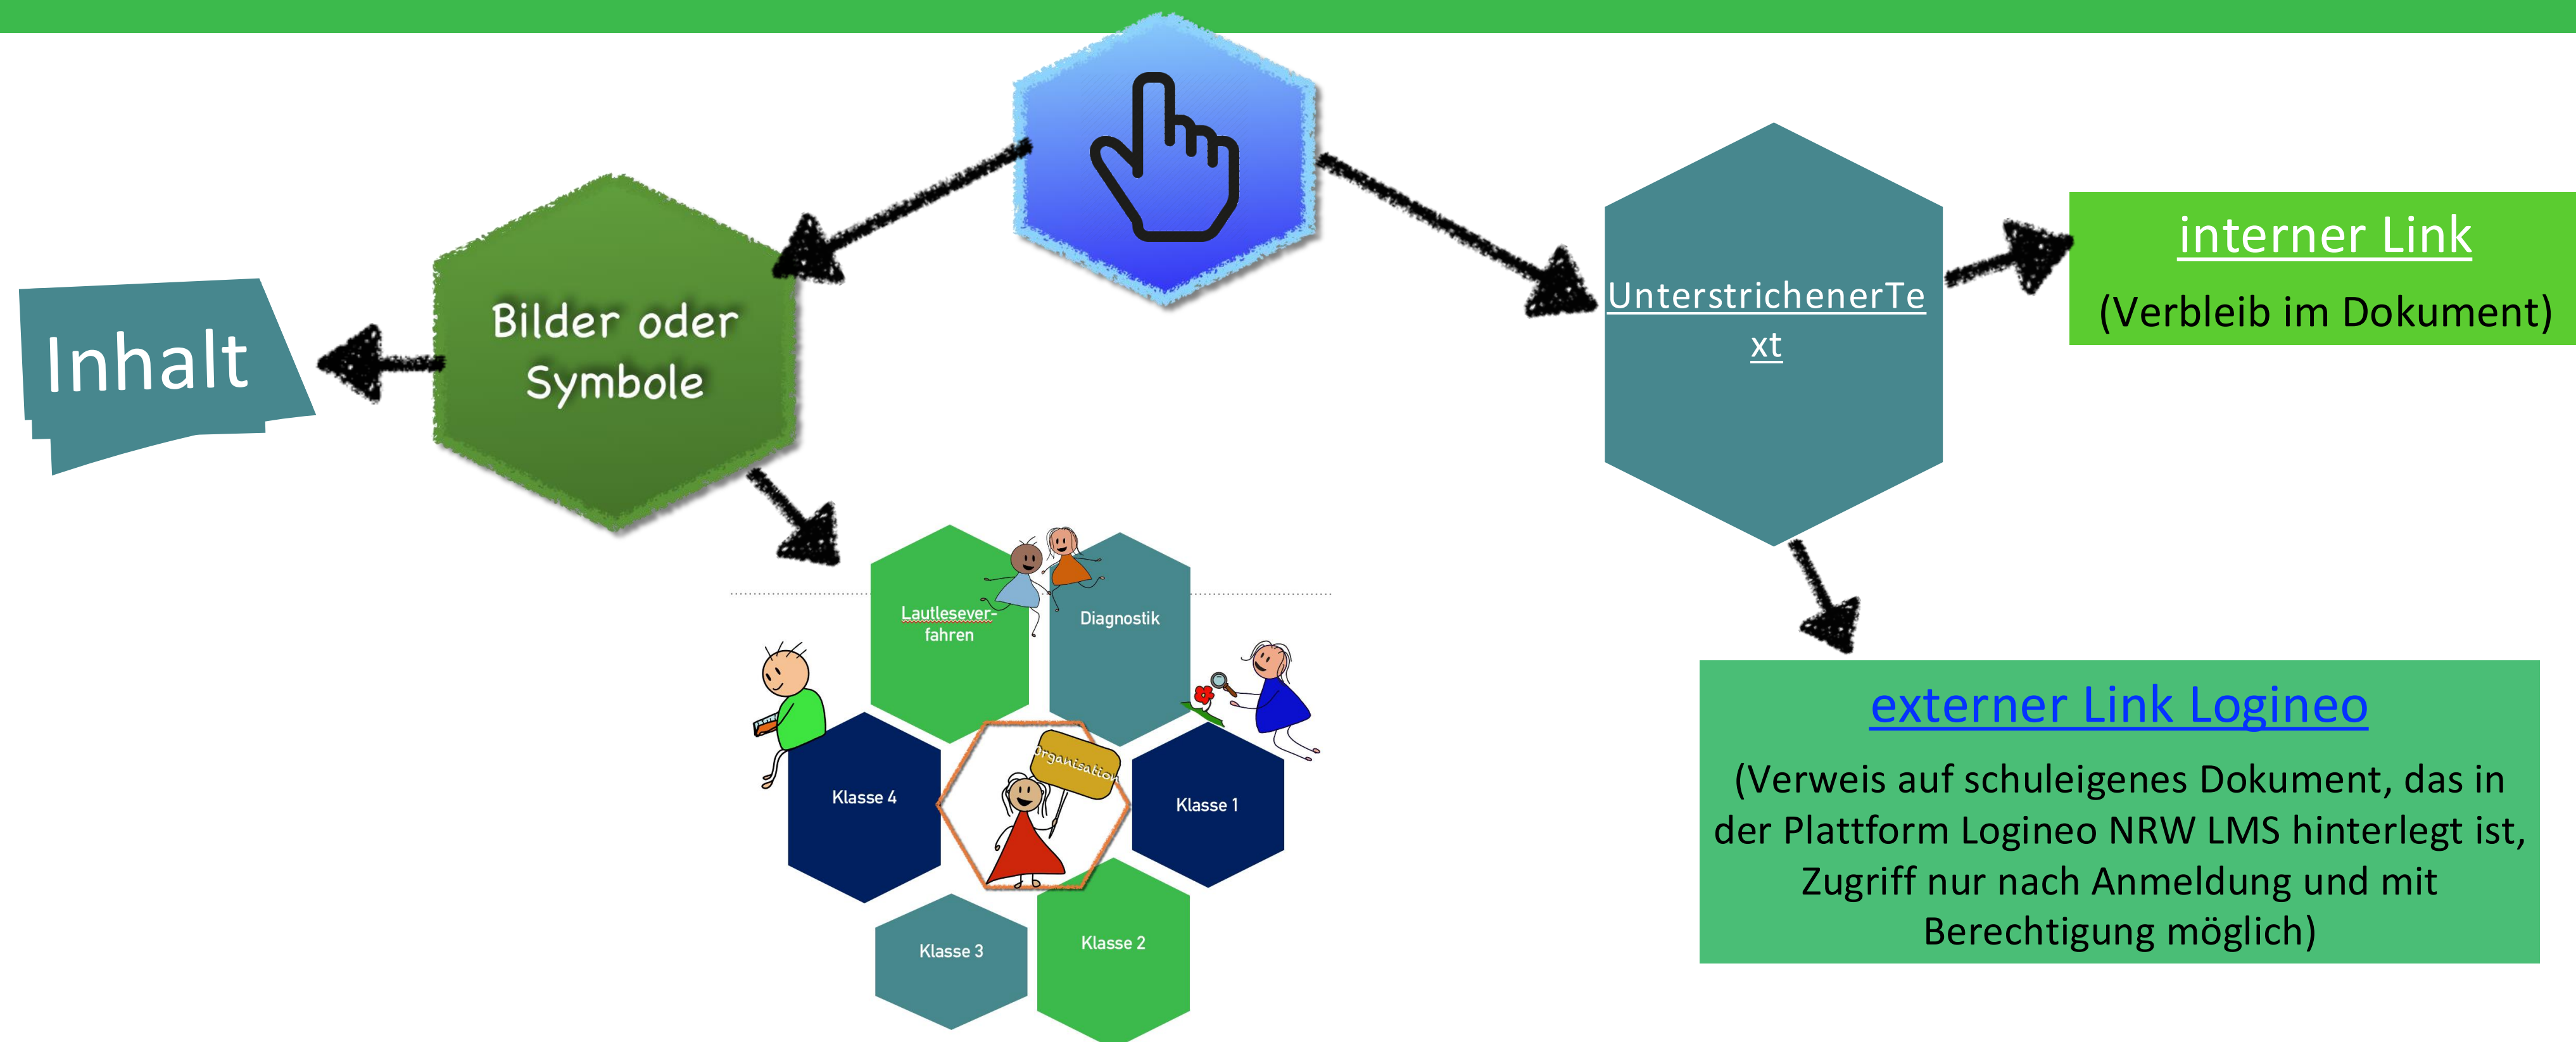 Inhalt
Bilder oder
Symbole
UnterstrichenerTe
xt
interner Link
(Verbleib im Dokument)
externer Link Logineo
(Verweis auf schuleigenes Dokument, das in
der Plattform Logineo NRW LMS hinterlegt ist,
Zugriff nur nach Anmeldung und mit
Berechtigung möglich)
Lautlesever-
fahren
Diagnostik
Klasse 4
Organisation
Klasse 1
Klasse 3
Klasse 2